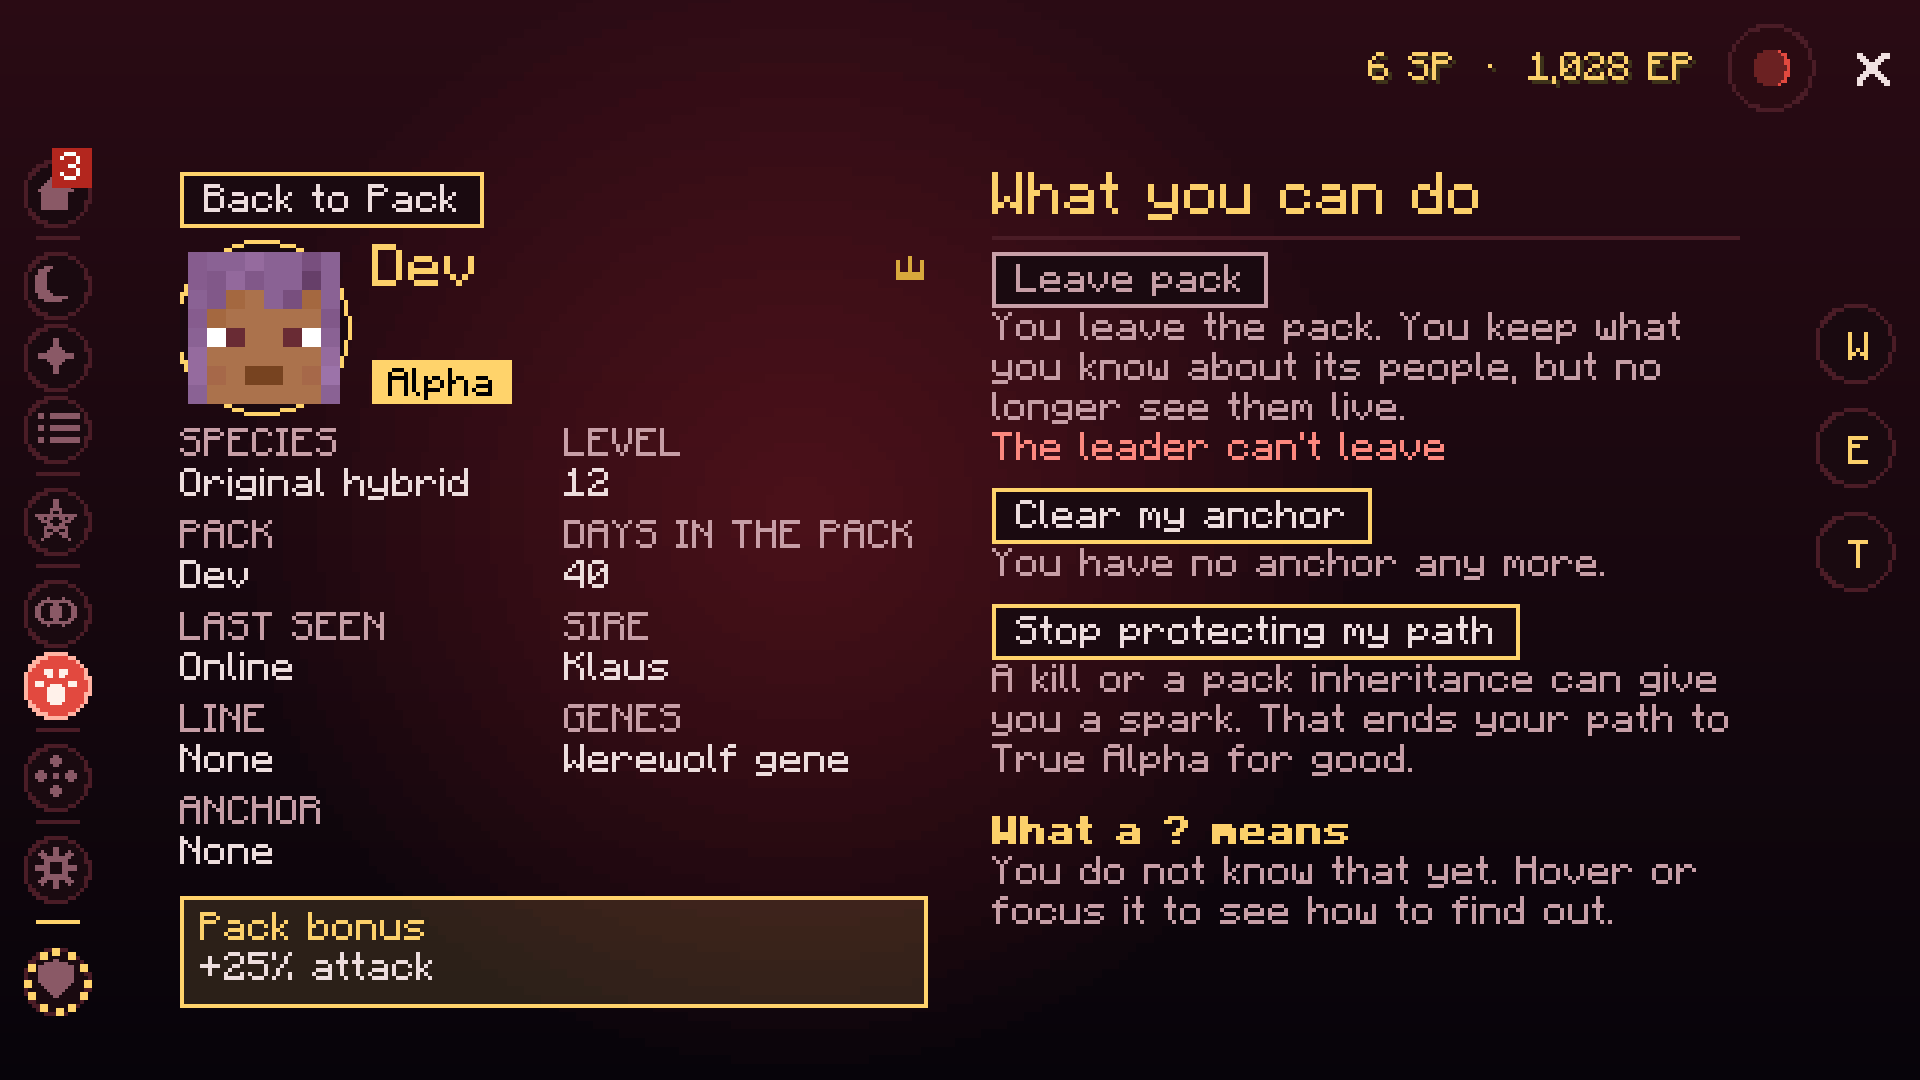 6 SP · 1,028 EP
3
Back to Pack
Dev
Alpha
SPECIES
Original hybrid
LEVEL
12
PACK
Dev
DAYS IN THE PACK
40
LAST SEEN
Online
SIRE
Klaus
LINE
None
GENES
Werewolf gene
ANCHOR
None
Pack bonus
+25% attack
What you can do
Leave pack
You leave the pack. You keep what
you know about its people, but no
longer see them live.
The leader can't leave
Clear my anchor
You have no anchor any more.
Stop protecting my path
A kill or a pack inheritance can give
you a spark. That ends your path to
True Alpha for good.
What a ? means
You do not know that yet. Hover or
focus it to see how to find out.
W
E
T